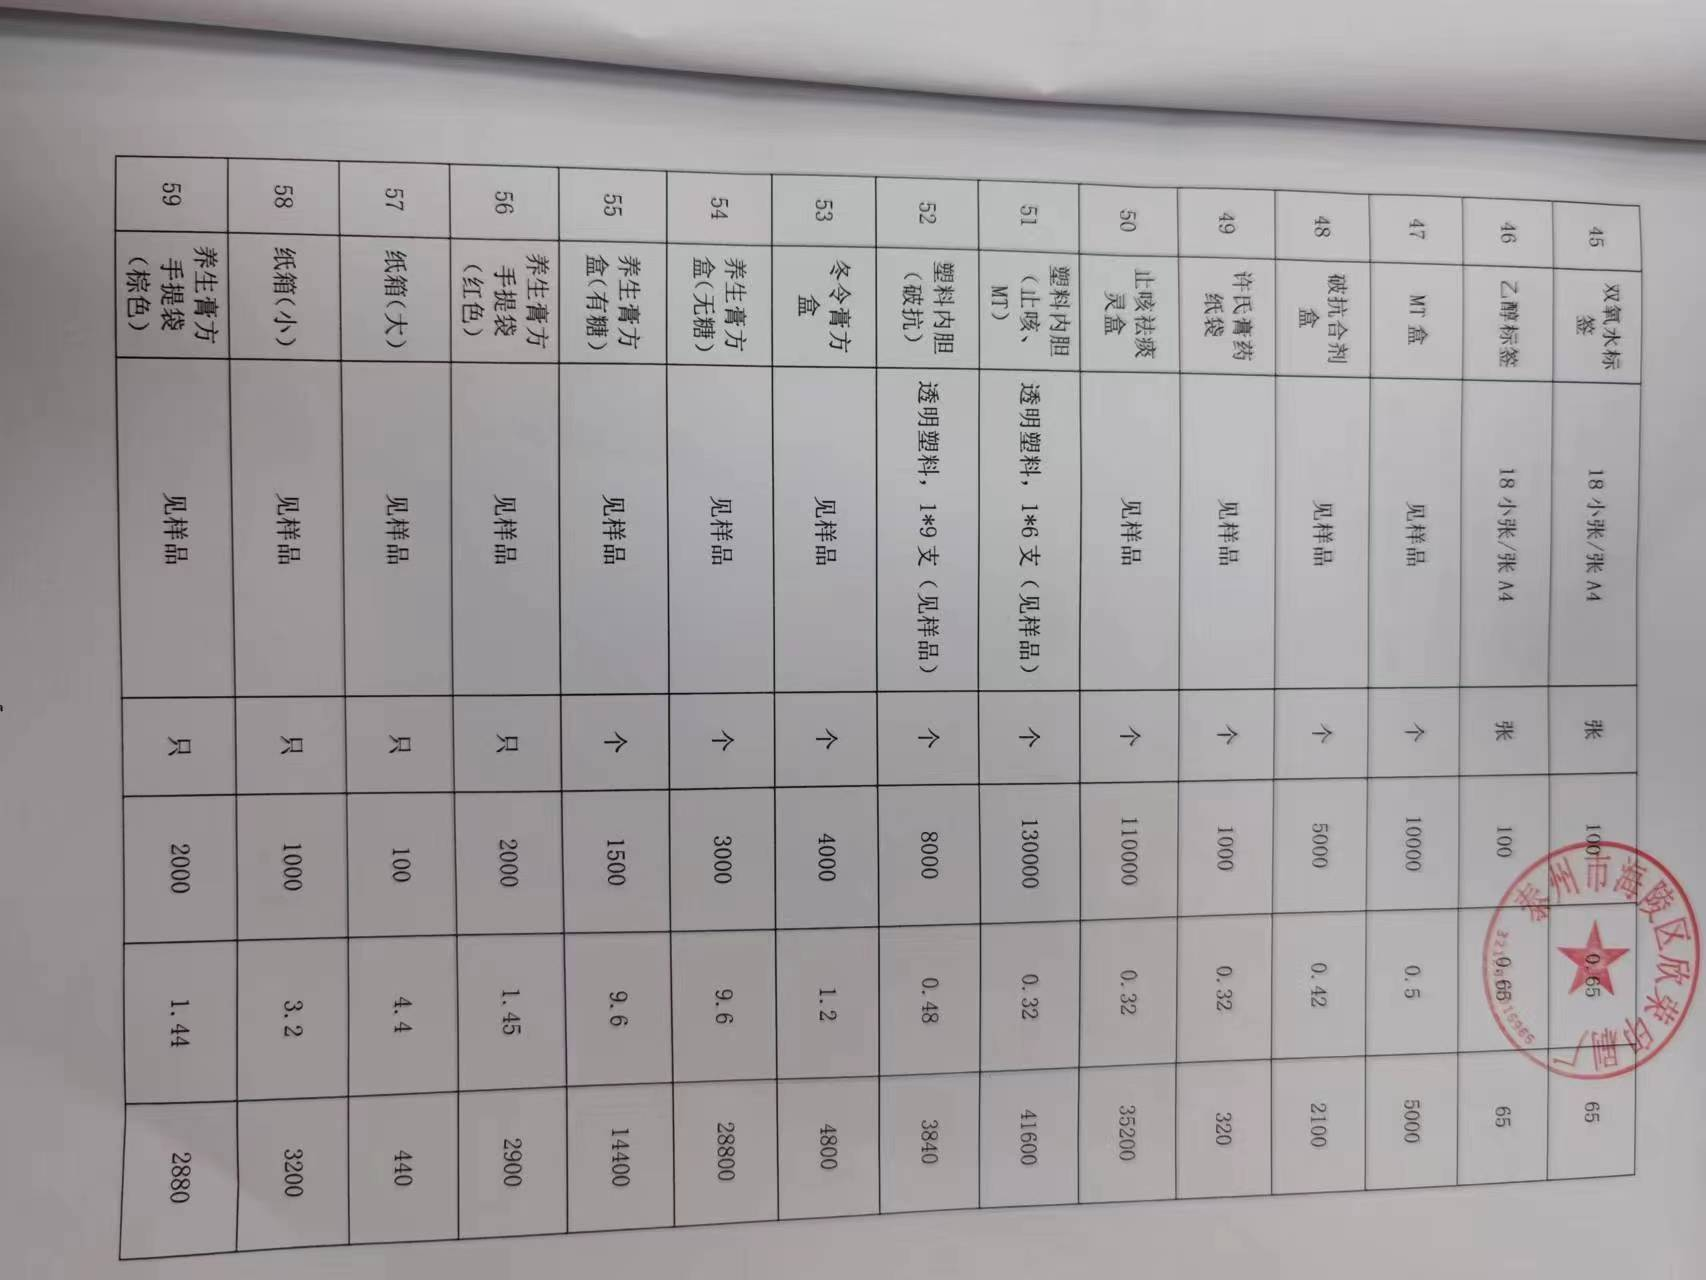 45 双氧水标签 18 小张/张 A4 张 100 0.65 65
46 乙醇标签 18 小张/张 A4 张 100 0.65 65
47 MT 盒 见样品 个 10000 0.5 5000
48 破抗合剂盒 见样品 个 5000 0.42 2100
49 许氏膏药纸袋 见样品 个 1000 0.32 320
50 止咳祛痰灵盒 见样品 个 110000 0.32 35200
51 塑料内胆（止咳、MT） 透明塑料，1*6 支（见样品） 个 130000 0.32 41600
52 塑料内胆（破抗） 透明塑料，1*9 支（见样品） 个 8000 0.48 3840
53 冬令膏方盒 见样品 个 4000 1.2 4800
54 养生膏方盒(无糖) 见样品 个 3000 9.6 28800
55 养生膏方盒(有糖) 见样品 个 1500 9.6 14400
56 养生膏方手提袋（红色） 见样品 只 2000 1.45 2900
57 纸箱(大) 见样品 只 100 4.4 440
58 纸箱(小) 见样品 只 1000 3.2 3200
59 养生膏方手提袋（棕色） 见样品 只 2000 1.44 2880
泰州市海陵区欣荣